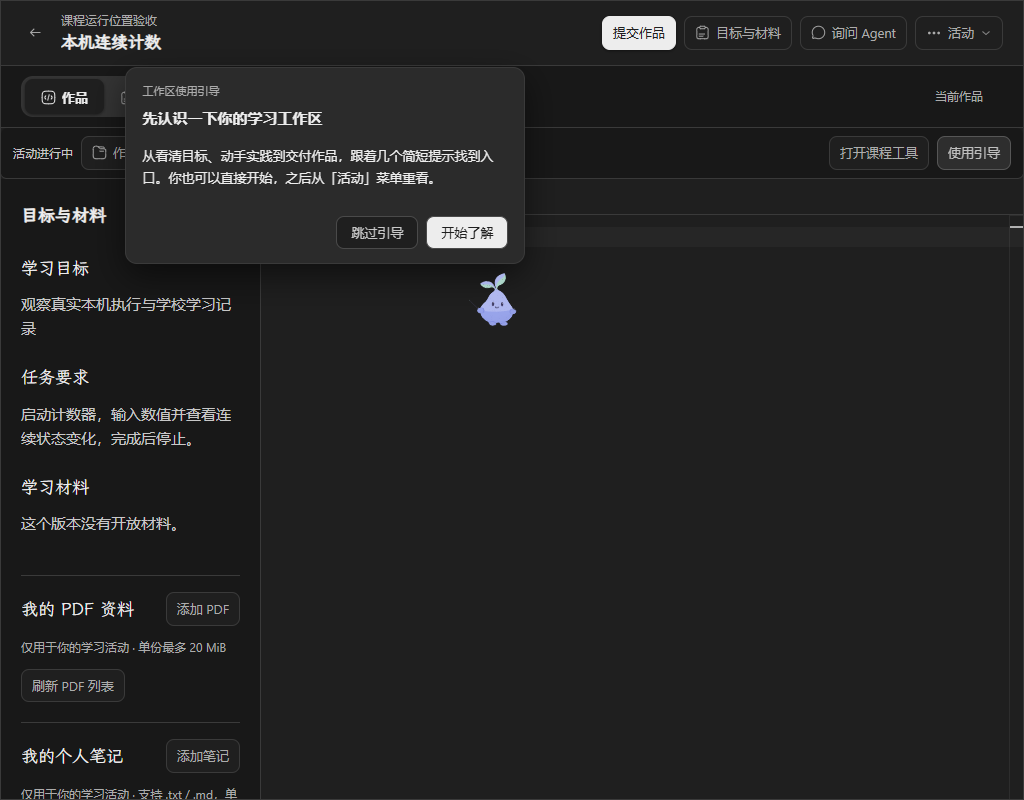 课程运行位置验收
本机连续计数
提交作品
目标与材料
询问 Agent
活动
作品
当前作品
活动进行中
打开课程工具
使用引导
工作区使用引导
先认识一下你的学习工作区
从看清目标、动手实践到交付作品，跟着几个简短提示找到入
口。你也可以直接开始，之后从「活动」菜单重看。
跳过引导
开始了解
目标与材料
学习目标
观察真实本机执行与学校学习记
录
任务要求
启动计数器，输入数值并查看连
续状态变化，完成后停止。
学习材料
这个版本没有开放材料。
我的 PDF 资料
添加 PDF
仅用于你的学习活动 · 单份最多 20 MiB
刷新 PDF 列表
我的个人笔记
添加笔记
仅用于你的学习活动 · 支持 .txt / .md，单